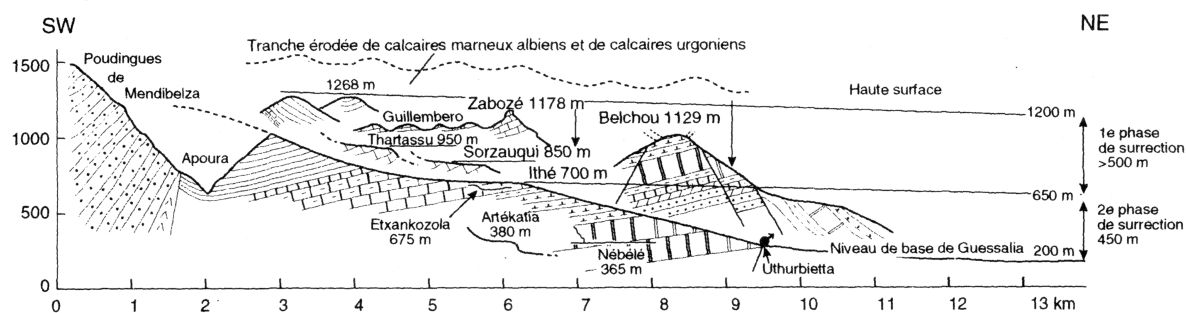 SW
NE
Tranche érodée de calcaires marneux albiens et de calcaires urgoniens
1500
Poudingues
de
Mendibelza
1268 m
Zabozé 1178 m
Haute surface
1200 m
Guillembero
Belchou 1129 m
1000
Thartassu 950 m
Apoura
Sorzauqui 850 m
Ithé 700 m
1e phase
de surrection
>500 m
650 m
500
Etxankozola
675 m
Artékatia
380 m
2e phase
de surrection
450 m
Nébélé
365 m
Uthurbietta
Niveau de base de Guessalia
200 m
0
0 1 2 3 4 5 6 7 8 9 10 11 12 13 km